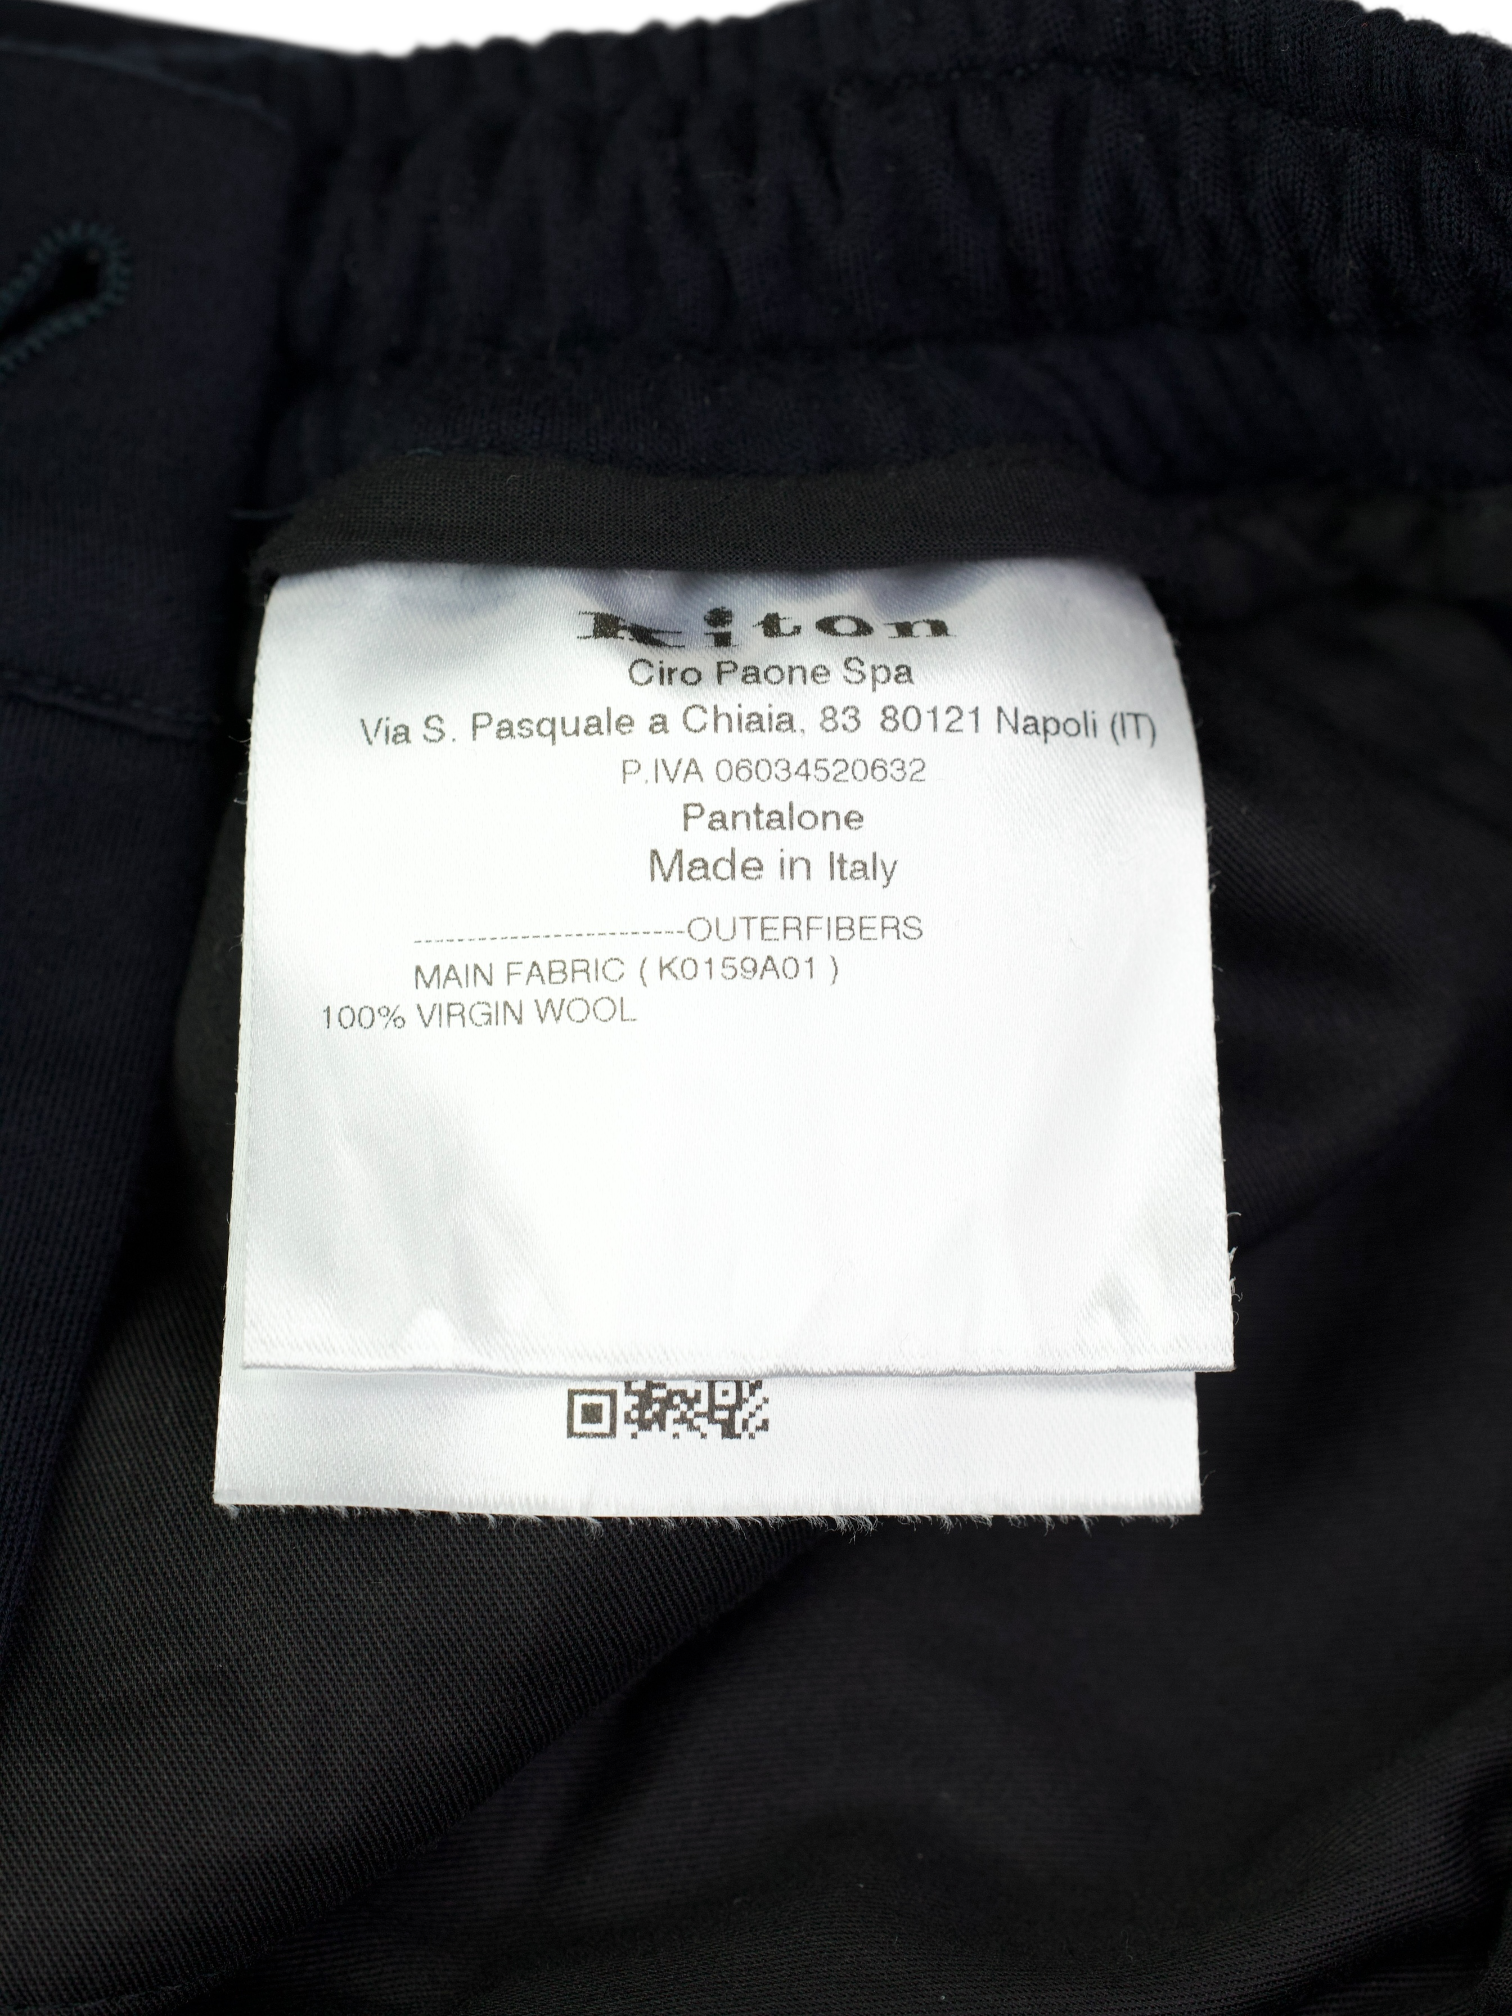 Kiton
Ciro Paone Spa
Via S. Pasquale a Chiaia, 83 80121 Napoli (IT)
P.IVA 06034520632
Pantalone
Made in Italy
-------------------------OUTERFIBERS
MAIN FABRIC ( K0159A01 )
100% VIRGIN WOOL